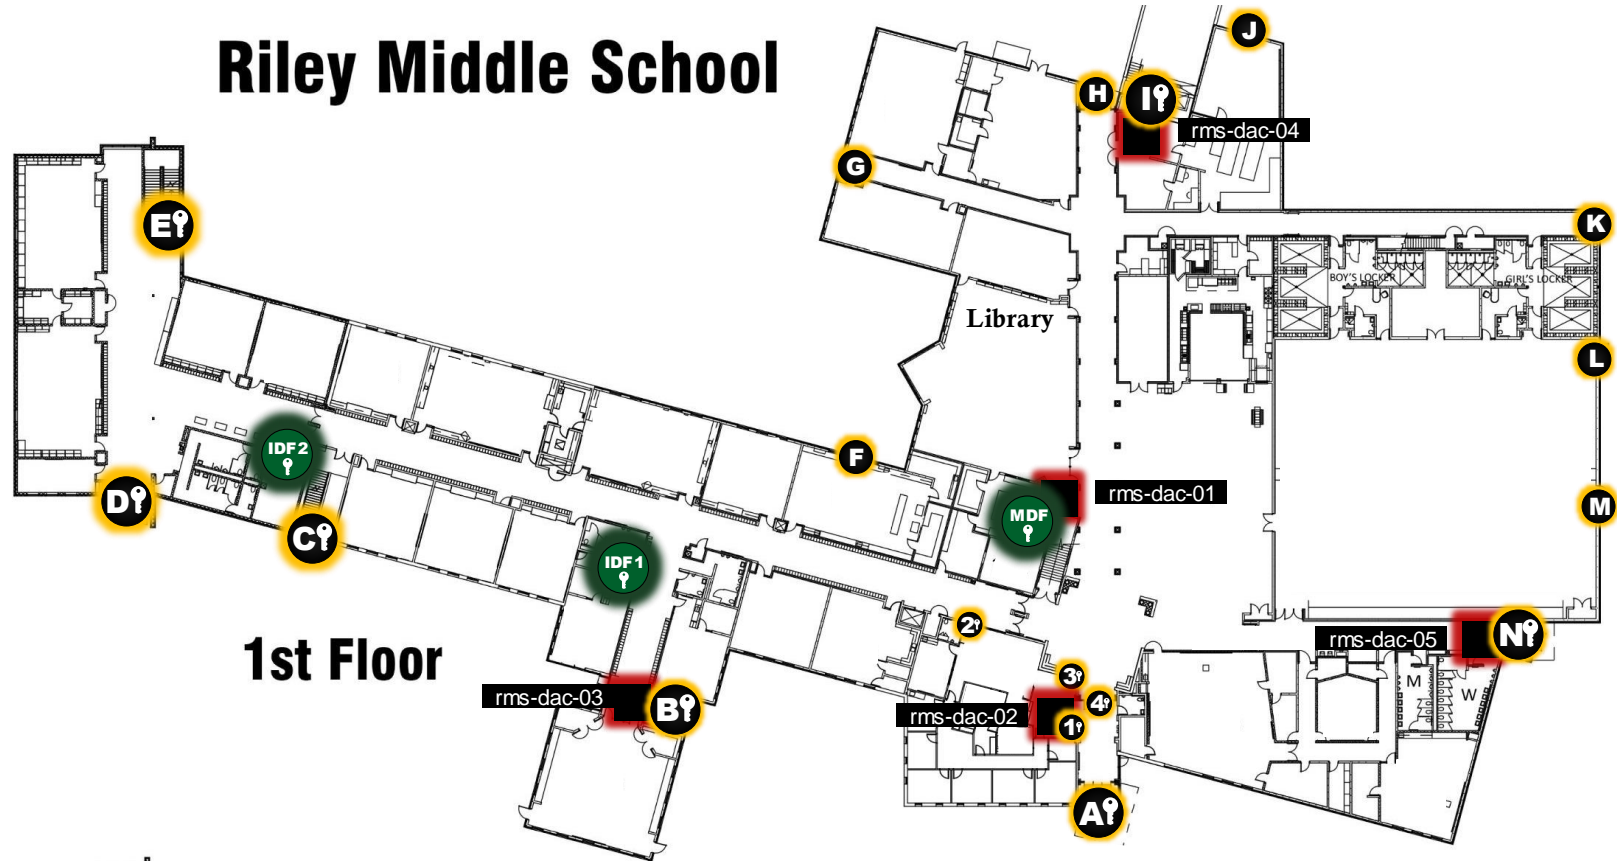 Riley Middle School
J
H
I
rms-dac-04
G
E
K
BOY'S LOCKER
GIRL'S LOCKER
Library
L
IDF2
F
D
rms-dac-01
M
MDF
C
IDF1
2
1st Floor
rms-dac-05
N
3
M
W
rms-dac-03
B
4
rms-dac-02
1
A